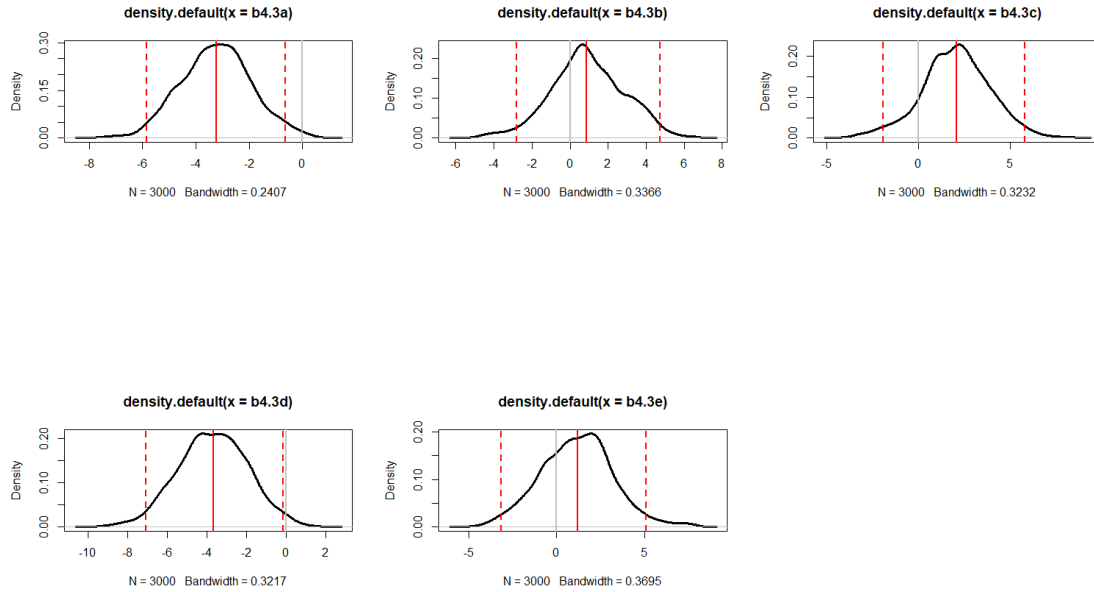 density.default(x = b4.3a)
Density
0.00 0.15 0.30
-8 -6 -4 -2 0
N = 3000 Bandwidth = 0.2407
density.default(x = b4.3b)
Density
0.00 0.10 0.20
-6 -4 -2 0 2 4 6 8
N = 3000 Bandwidth = 0.3366
density.default(x = b4.3c)
Density
0.00 0.10 0.20
-5 0 5
N = 3000 Bandwidth = 0.3232
density.default(x = b4.3d)
Density
0.00 0.10 0.20
-10 -8 -6 -4 -2 0 2
N = 3000 Bandwidth = 0.3217
density.default(x = b4.3e)
Density
0.00 0.10 0.20
-5 0 5
N = 3000 Bandwidth = 0.3695